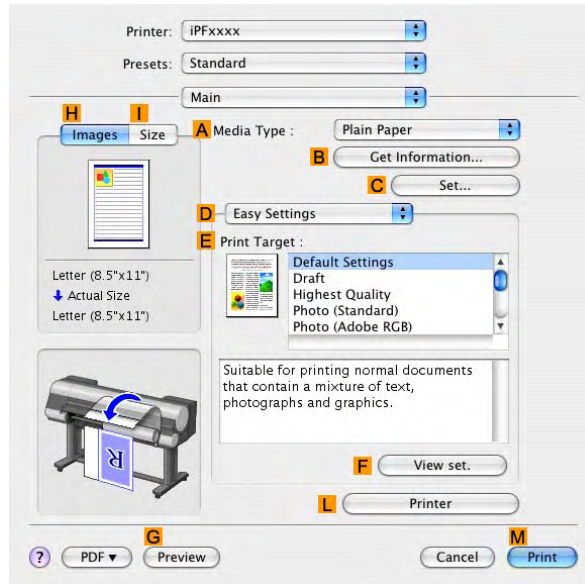 Printer: iPFxxxx
Presets: Standard
Main
H I
Images Size
A Media Type : Plain Paper
B Get Information...
C Set...
D Easy Settings
E Print Target :
Default Settings
Draft
Highest Quality
Photo (Standard)
Photo (Adobe RGB)
Letter (8.5"x11")
Actual Size
Letter (8.5"x11")
Suitable for printing normal documents
that contain a mixture of text,
photographs and graphics.
R
F View set.
L Printer
G M
? PDF Preview Cancel Print